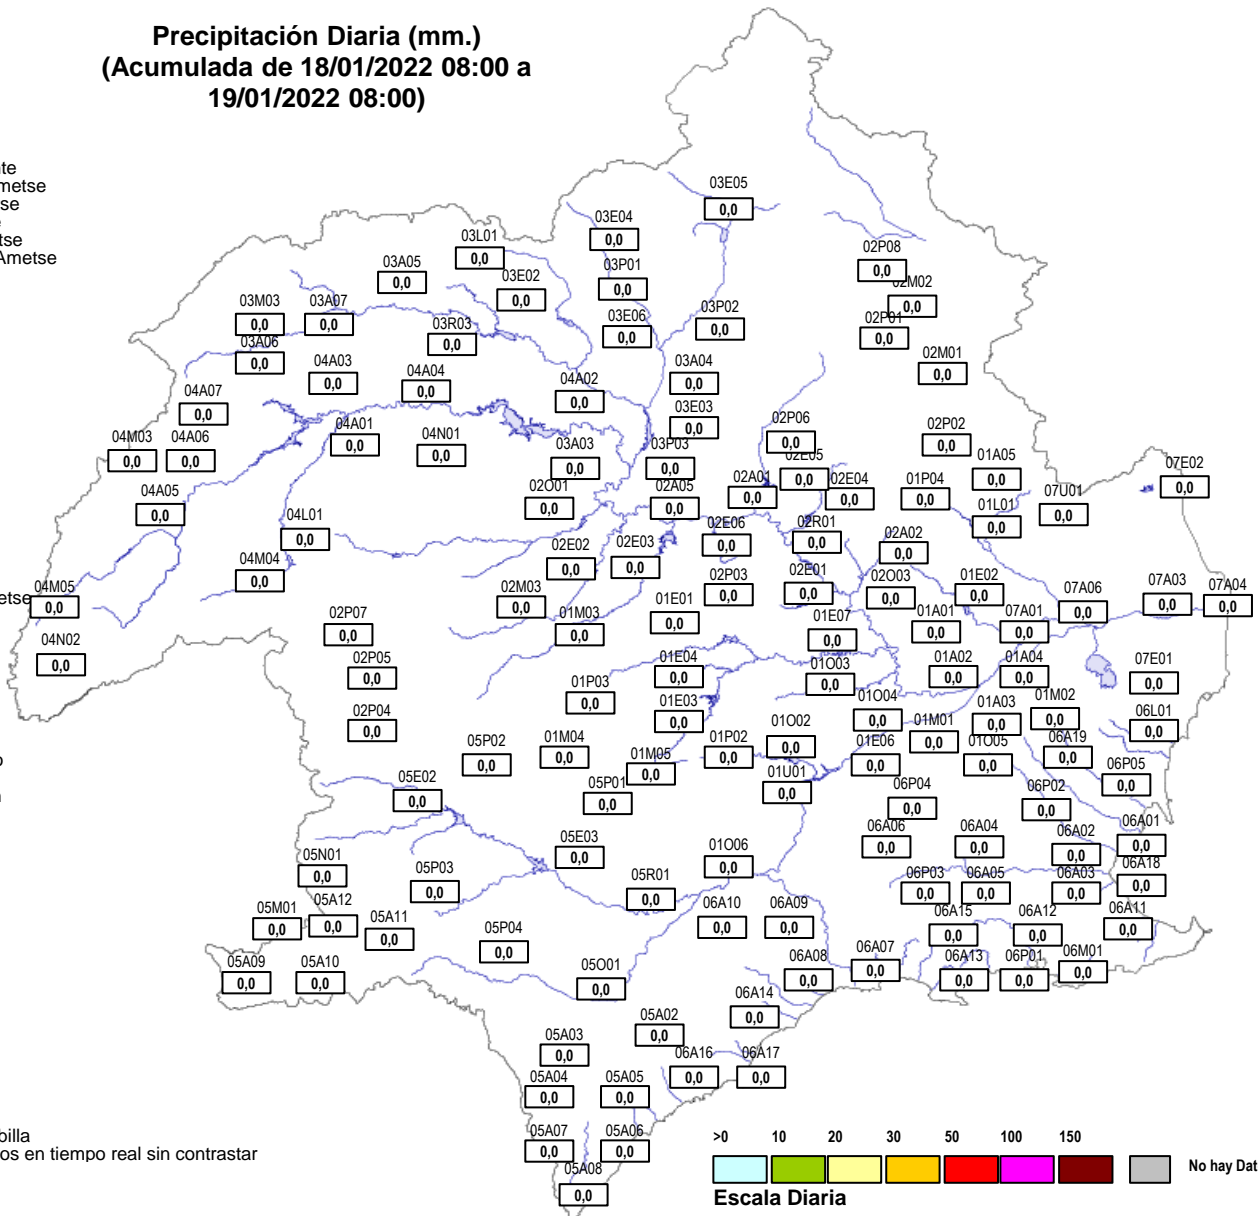 Precipitación Diaria (mm.)
(Acumulada de 18/01/2022 08:00 a
19/01/2022 08:00)
te
metse
se
tse
Ametse
etse
o
billa
os en tiempo real sin contrastar
03E05
0,0
03E04
0,0
03L01
0,0
02P08
0,0
03A05
0,0
03E02
0,0
03P01
0,0
02M02
0,0
03M03
0,0
03A07
0,0
03R03
0,0
03E06
0,0
03P02
0,0
02P01
0,0
03A06
0,0
04A03
0,0
04A04
0,0
04A02
0,0
03A04
0,0
02M01
0,0
04A07
0,0
03E03
0,0
04M03
0,0
04A06
0,0
04A01
0,0
04N01
0,0
03A03
0,0
03P03
0,0
02P06
0,0
02P02
0,0
02E05
0,0
01A05
0,0
07E02
0,0
04A05
0,0
02O01
0,0
02A05
0,0
02A01
0,0
02E04
0,0
01P04
0,0
01L01
0,0
07U01
0,0
04L01
0,0
02E02
0,0
02E03
0,0
02E06
0,0
02R01
0,0
02A02
0,0
04M04
0,0
04M05
0,0
02M03
0,0
01M03
0,0
01E01
0,0
02P03
0,0
02E01
0,0
02O03
0,0
01E02
0,0
07A06
0,0
07A03
0,0
07A04
0,0
04N02
0,0
02P07
0,0
01E07
0,0
01A01
0,0
07A01
0,0
02P05
0,0
01E04
0,0
01O03
0,0
01A02
0,0
01A04
0,0
07E01
0,0
02P04
0,0
01P03
0,0
01E03
0,0
01O04
0,0
01A03
0,0
01M02
0,0
06L01
0,0
05P02
0,0
01M04
0,0
01M05
0,0
01P02
0,0
01O02
0,0
01E06
0,0
01M01
0,0
01O05
0,0
06A19
0,0
05E02
0,0
05P01
0,0
01U01
0,0
06P04
0,0
06P02
0,0
06P05
0,0
05E03
0,0
01O06
0,0
06A06
0,0
06A04
0,0
06A02
0,0
06A01
0,0
05N01
0,0
05P03
0,0
05R01
0,0
06P03
0,0
06A05
0,0
06A03
0,0
06A18
0,0
05M01
0,0
05A12
0,0
05A11
0,0
06A10
0,0
06A09
0,0
06A15
0,0
06A12
0,0
06A11
0,0
05A09
0,0
05A10
0,0
05P04
0,0
05O01
0,0
06A08
0,0
06A07
0,0
06A13
0,0
06P01
0,0
06M01
0,0
05A02
0,0
06A14
0,0
05A03
0,0
06A16
0,0
06A17
0,0
05A04
0,0
05A05
0,0
05A07
0,0
05A06
0,0
05A08
0,0
>0 10 20 30 50 100 150
No hay Dat
Escala Diaria